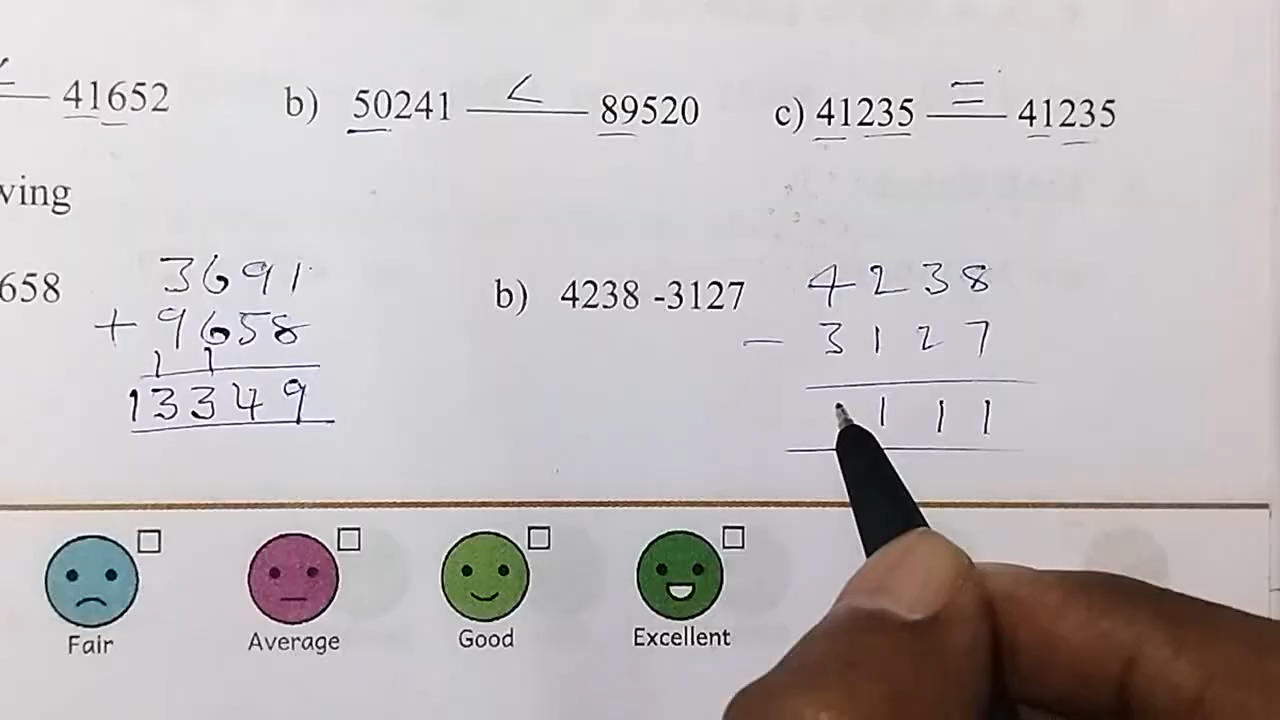 41652 b) 50241 < 89520 c) 41235 = 41235
ving
658 3691 b) 4238 -3127 4238
+ 9658 - 3127
1 1
13349 111
Fair Average Good Excellent